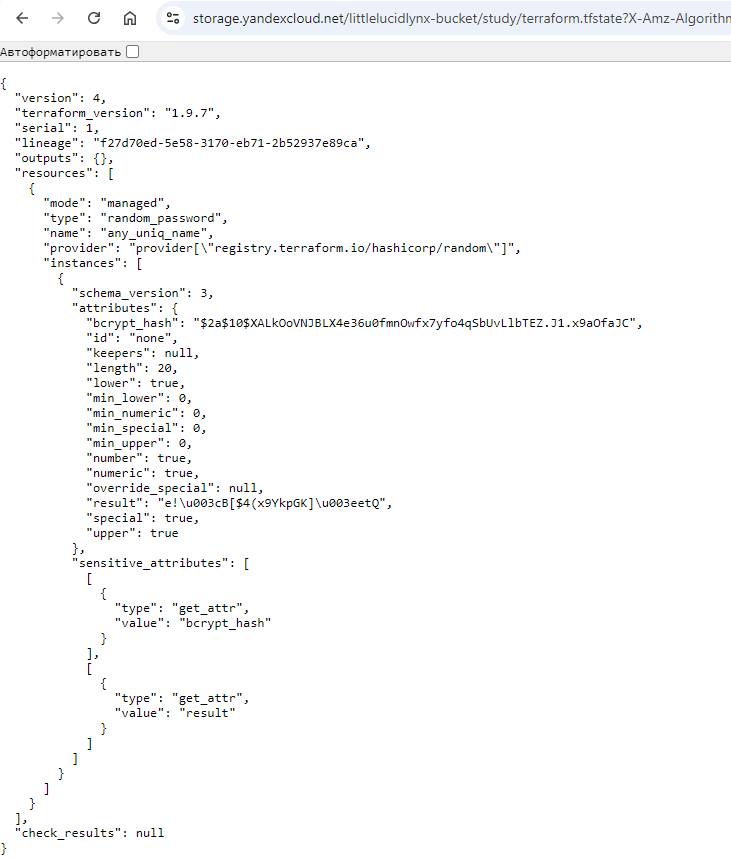 storage.yandexcloud.net/littlelucidlynx-bucket/study/terraform.tfstate?X-Amz-Algorithm
Автоформатировать
{
  "version": 4,
  "terraform_version": "1.9.7",
  "serial": 1,
  "lineage": "f27d70ed-5e58-3170-eb71-2b52937e89ca",
  "outputs": {},
  "resources": [
    {
      "mode": "managed",
      "type": "random_password",
      "name": "any_uniq_name",
      "provider": "provider[\"registry.terraform.io/hashicorp/random\"]",
      "instances": [
        {
          "schema_version": 3,
          "attributes": {
            "bcrypt_hash": "$2a$10$XALkOoVNJBLX4e36u0fmnOwfx7yfo4qSbUvLlbTEZ.J1.x9aOfaJC",
            "id": "none",
            "keepers": null,
            "length": 20,
            "lower": true,
            "min_lower": 0,
            "min_numeric": 0,
            "min_special": 0,
            "min_upper": 0,
            "number": true,
            "numeric": true,
            "override_special": null,
            "result": "e!\u003cB[$4(x9YkpGK]\u003eetQ",
            "special": true,
            "upper": true
          },
          "sensitive_attributes": [
            [
              {
                "type": "get_attr",
                "value": "bcrypt_hash"
              }
            ],
            [
              {
                "type": "get_attr",
                "value": "result"
              }
            ]
          ]
        }
      ]
    }
  ],
  "check_results": null
}